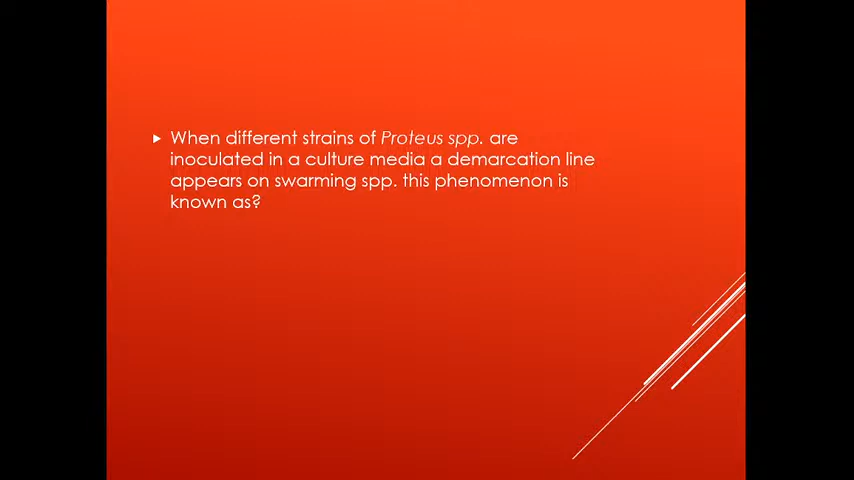 When different strains of Proteus spp. are
inoculated in a culture media a demarcation line
appears on swarming spp. this phenomenon is
known as?